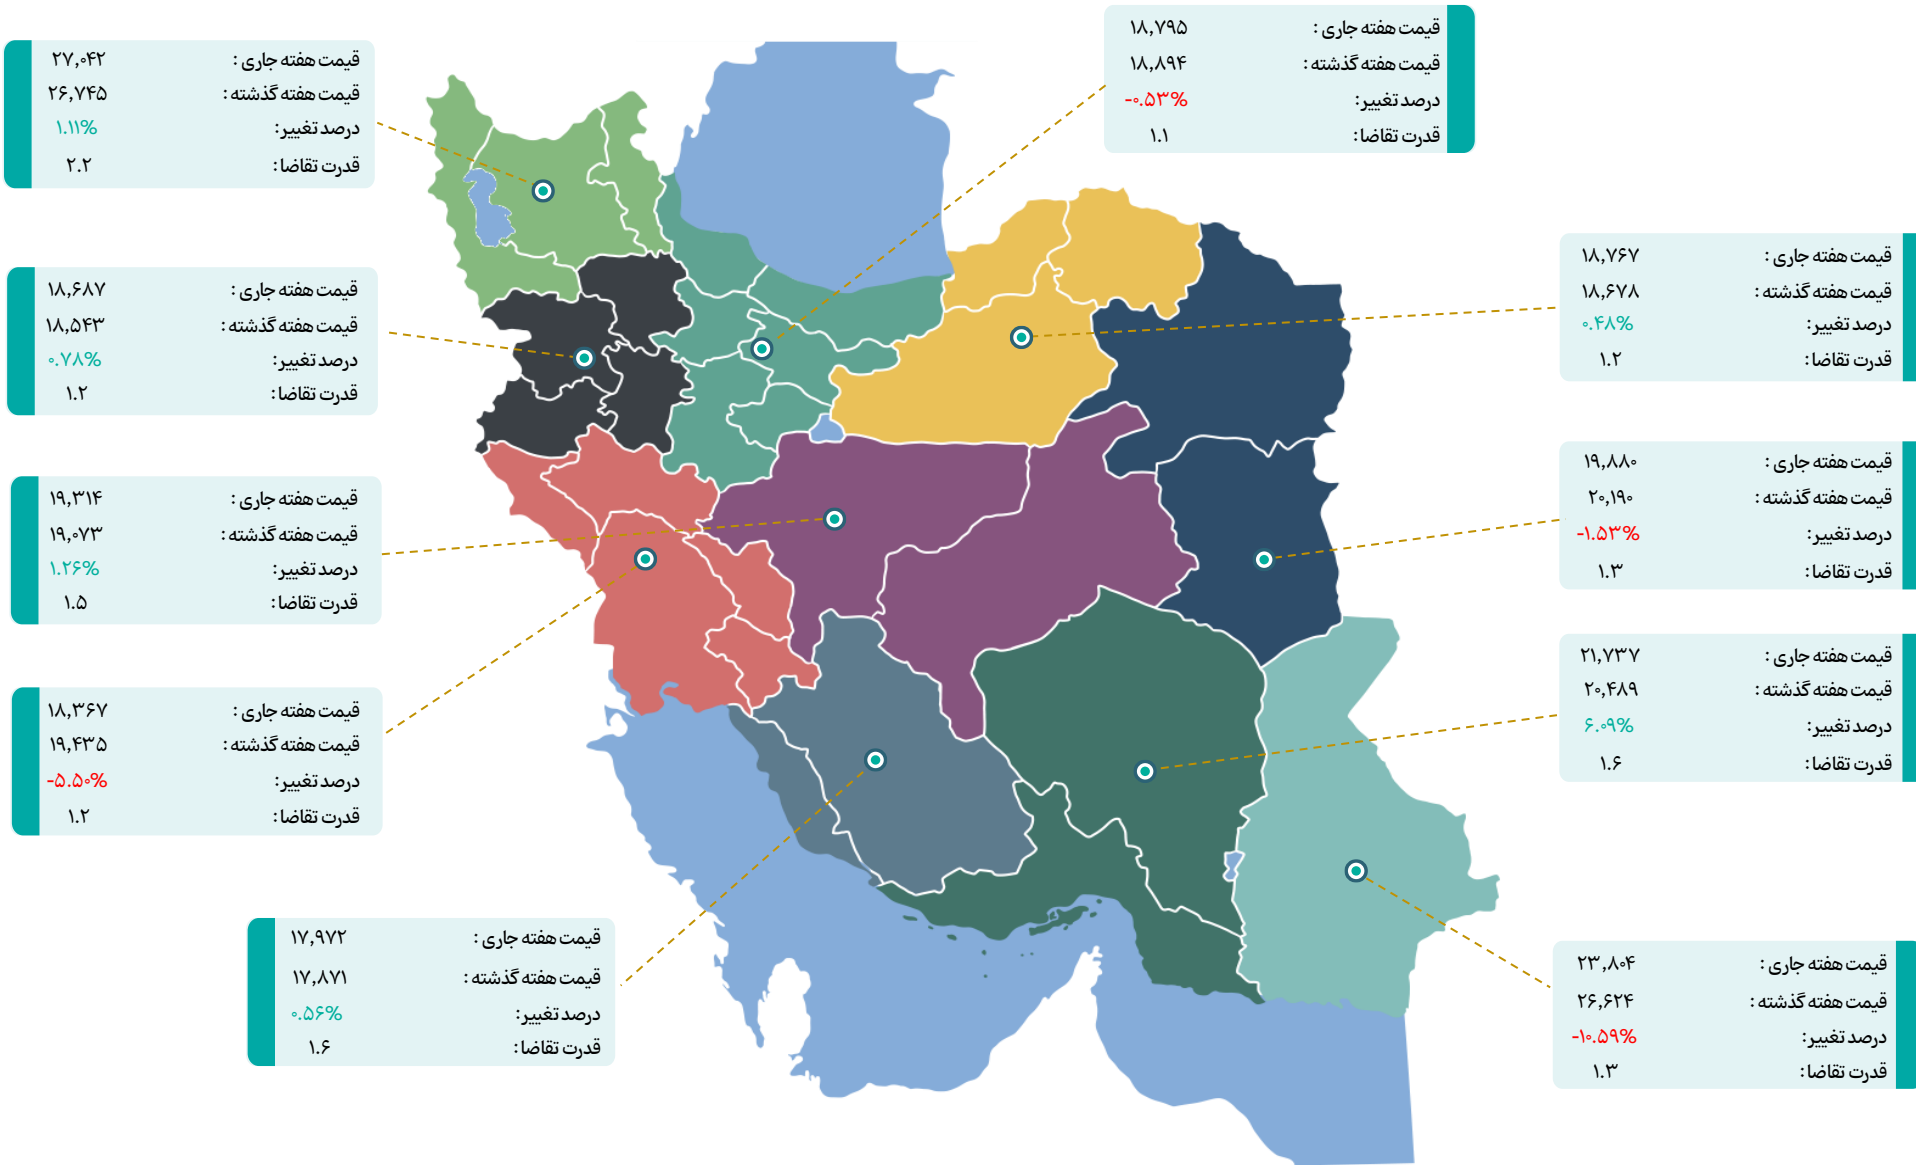 قیمت هفته جاری : ۱۸,۷۹۵
قیمت هفته گذشته : ۱۸,۸۹۴
درصد تغییر: -۰.۵۳%
قدرت تقاضا: ۱.۱
قیمت هفته جاری : ۲۷,۰۴۲
قیمت هفته گذشته : ۲۶,۷۴۵
درصد تغییر: ۱.۱۱%
قدرت تقاضا: ۲.۲
قیمت هفته جاری : ۱۸,۷۶۷
قیمت هفته گذشته : ۱۸,۶۷۸
درصد تغییر: ۰.۴۸%
قدرت تقاضا: ۱.۲
قیمت هفته جاری : ۱۸,۶۸۷
قیمت هفته گذشته : ۱۸,۵۴۳
درصد تغییر: ۰.۷۸%
قدرت تقاضا: ۱.۲
قیمت هفته جاری : ۱۹,۸۸۰
قیمت هفته گذشته : ۲۰,۱۹۰
درصد تغییر: -۱.۵۳%
قدرت تقاضا: ۱.۳
قیمت هفته جاری : ۱۹,۳۱۴
قیمت هفته گذشته : ۱۹,۰۷۳
درصد تغییر: ۱.۲۶%
قدرت تقاضا: ۱.۵
قیمت هفته جاری : ۲۱,۷۳۷
قیمت هفته گذشته : ۲۰,۴۸۹
درصد تغییر: ۶.۰۹%
قدرت تقاضا: ۱.۶
قیمت هفته جاری : ۱۸,۳۶۷
قیمت هفته گذشته : ۱۹,۴۳۵
درصد تغییر: -۵.۵۰%
قدرت تقاضا: ۱.۲
قیمت هفته جاری : ۲۳,۸۰۴
قیمت هفته گذشته : ۲۶,۶۲۴
درصد تغییر: -۱۰.۵۹%
قدرت تقاضا: ۱.۳
قیمت هفته جاری : ۱۷,۹۷۲
قیمت هفته گذشته : ۱۷,۸۷۱
درصد تغییر: ۰.۵۶%
قدرت تقاضا: ۱.۶